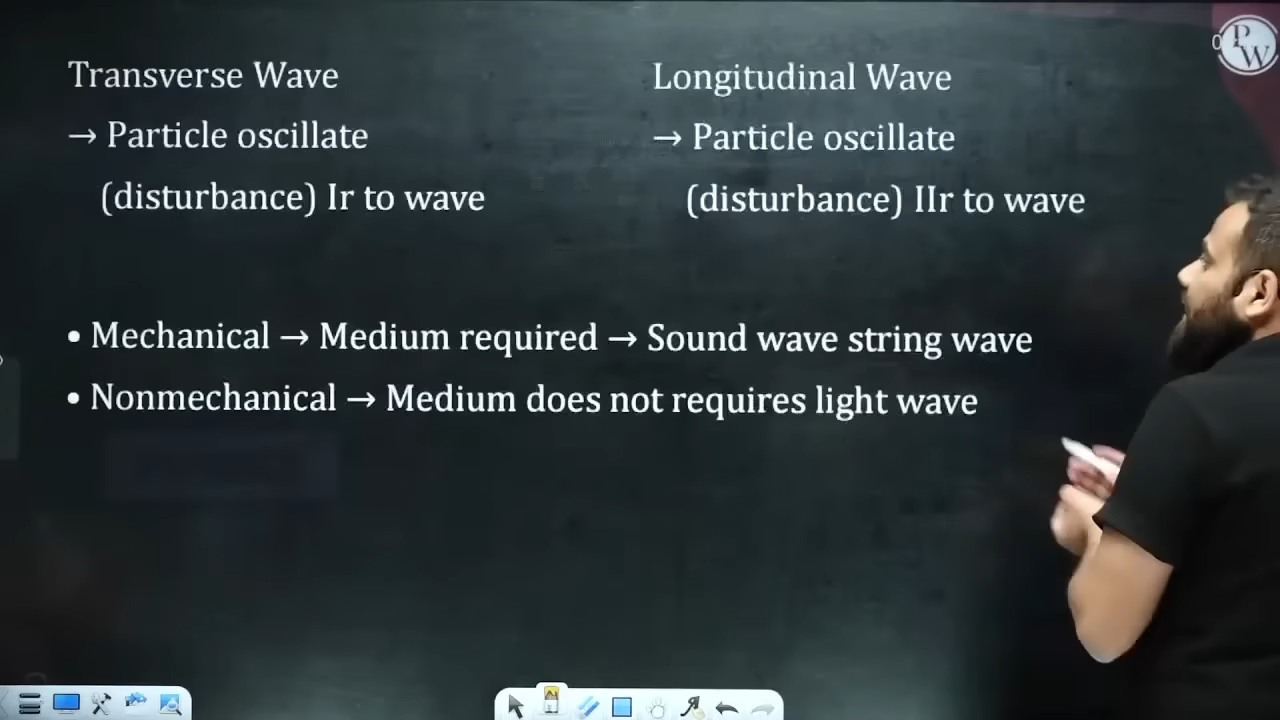 Transverse Wave
→ Particle oscillate
(disturbance) Ir to wave
Longitudinal Wave
→ Particle oscillate
(disturbance) IIr to wave
• Mechanical → Medium required → Sound wave string wave
• Nonmechanical → Medium does not requires light wave
PW